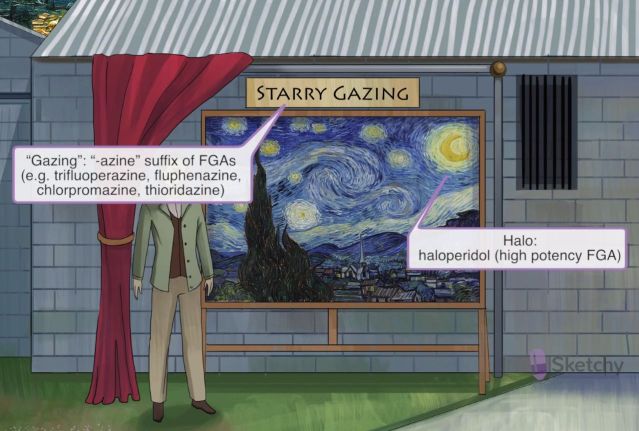 STARRY GAZING
“Gazing”: “-azine” suffix of FGAs
(e.g. trifluoperazine, fluphenazine,
chlorpromazine, thioridazine)
Halo:
haloperidol (high potency FGA)
Sketchy